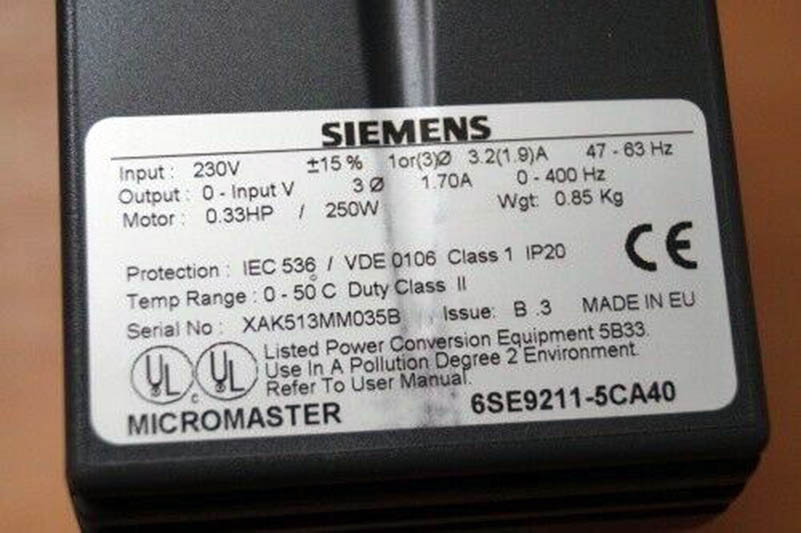 SIEMENS
Input : 230V ±15 % 1or(3)Ø 3.2(1.9)A 47 - 63 Hz
Output : 0 - Input V 3 Ø 1.70A 0 - 400 Hz
Motor : 0.33HP / 250W Wgt: 0.85 Kg
Protection : IEC 536 / VDE 0106 Class 1 IP20
CE
Temp Range : 0 - 50°C Duty Class II
Serial No : XAK513MM035B Issue: B .3 MADE IN EU
UL c UL
Listed Power Conversion Equipment 5B33.
Use In A Pollution Degree 2 Environment.
Refer To User Manual.
MICROMASTER 6SE9211-5CA40